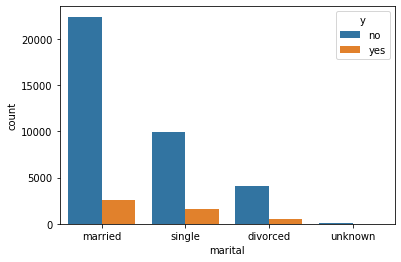 y
no
yes
20000
15000
10000
5000
0
count
married single divorced unknown
marital